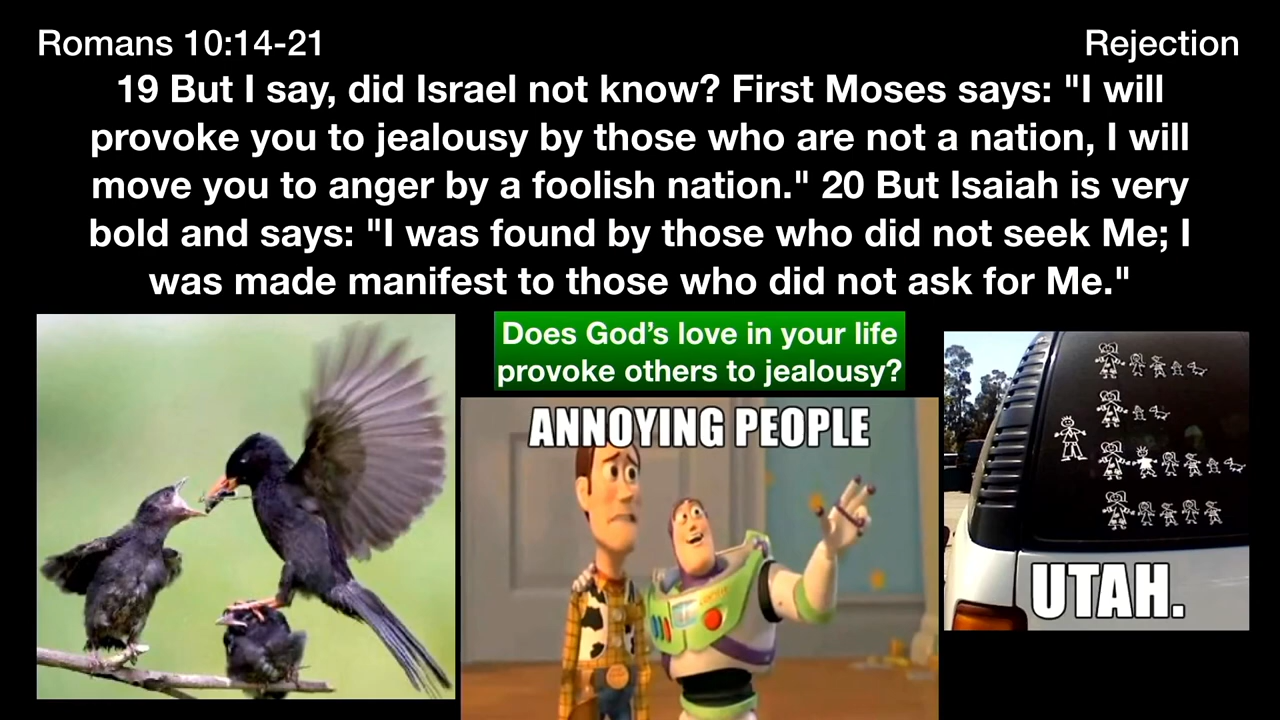 Romans 10:14-21
Rejection
19 But I say, did Israel not know? First Moses says: "I will
provoke you to jealousy by those who are not a nation, I will
move you to anger by a foolish nation." 20 But Isaiah is very
bold and says: "I was found by those who did not seek Me; I
was made manifest to those who did not ask for Me."
Does God's love in your life
provoke others to jealousy?
ANNOYING PEOPLE
UTAH.